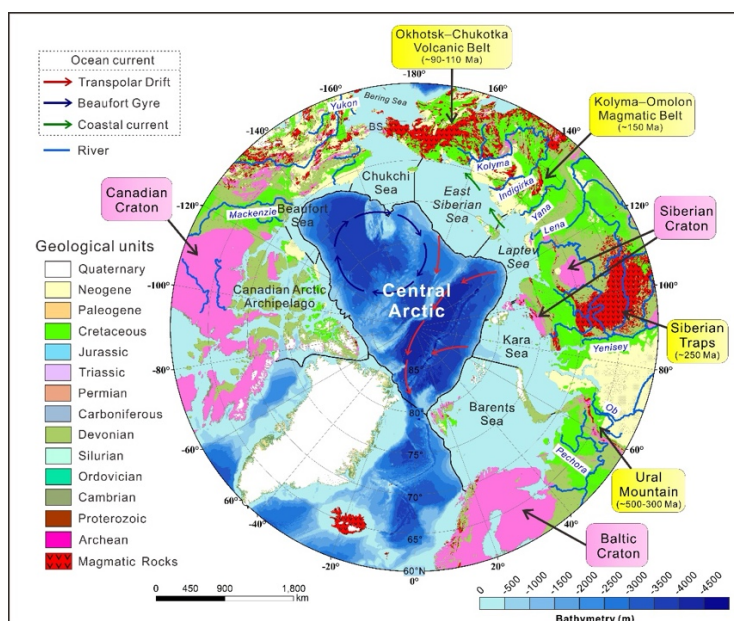 Ocean current
Transpolar Drift
Beaufort Gyre
Coastal current
River
Okhotsk–Chukotka
Volcanic Belt
(~90-110 Ma)
Kolyma–Omolon
Magmatic Belt
(~150 Ma)
Canadian
Craton
Siberian
Craton
Siberian
Traps
(~250 Ma)
Ural
Mountain
(~500-300 Ma)
Baltic
Craton
Geological units
Quaternary
Neogene
Paleogene
Cretaceous
Jurassic
Triassic
Permian
Carboniferous
Devonian
Silurian
Ordovician
Cambrian
Proterozoic
Archean
Magmatic Rocks
-180°
160°
140°
120°
100°
80°
60°
40°
20°
0°
-20°
-40°
-60°
-80°
-100°
-120°
-140°
-160°
Bering Sea
Yukon
BS
Chukchi
Sea
Kolyma
Indigirka
East
Siberian
Sea
Yana
Lena
Mackenzie
Beaufort
Sea
Laptev
Sea
Canadian Arctic
Archipelago
Central
Arctic
Kara
Sea
Yenisey
Barents
Sea
Ob
Pechora
85°
80°
75°
70°
65°
60°N
0 450 900 1,800
km
0 -500 -1000 -1500 -2000 -2500 -3000 -3500 -4000 -4500
Bathymetry (m)